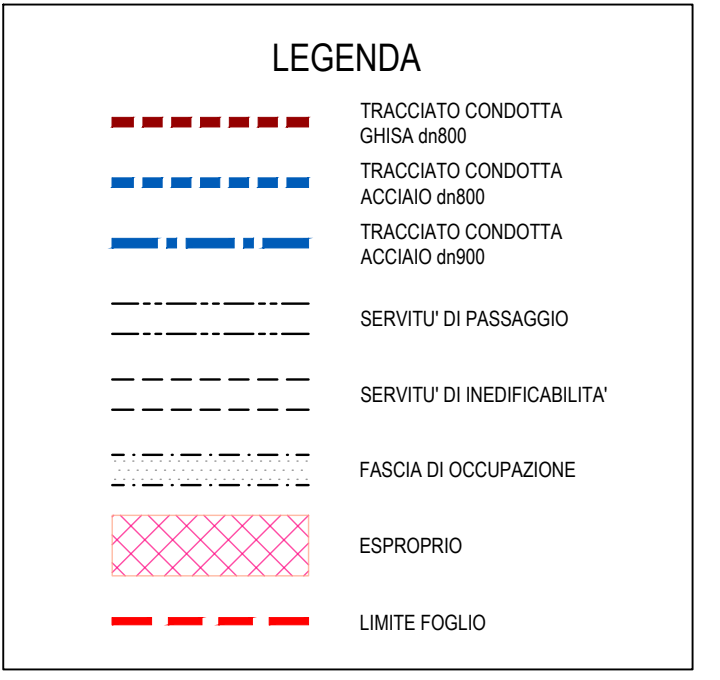 LEGENDA
TRACCIATO CONDOTTA
GHISA dn800
TRACCIATO CONDOTTA
ACCIAIO dn800
TRACCIATO CONDOTTA
ACCIAIO dn900
SERVITU' DI PASSAGGIO
SERVITU' DI INEDIFICABILITA'
FASCIA DI OCCUPAZIONE
ESPROPRIO
LIMITE FOGLIO